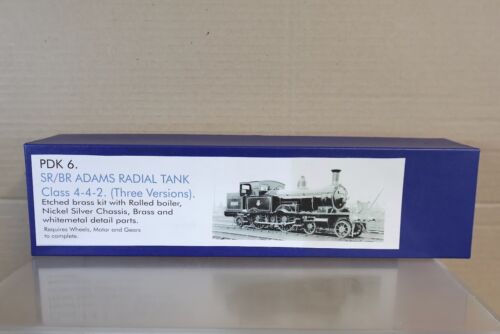 PDK 6.
SR/BR ADAMS RADIAL TANK
Class 4-4-2. (Three Versions).
Etched brass kit with Rolled boiler,
Nickel Silver Chassis, Brass and
whitemetal detail parts.
Requires Wheels, Motor and Gears
to complete.